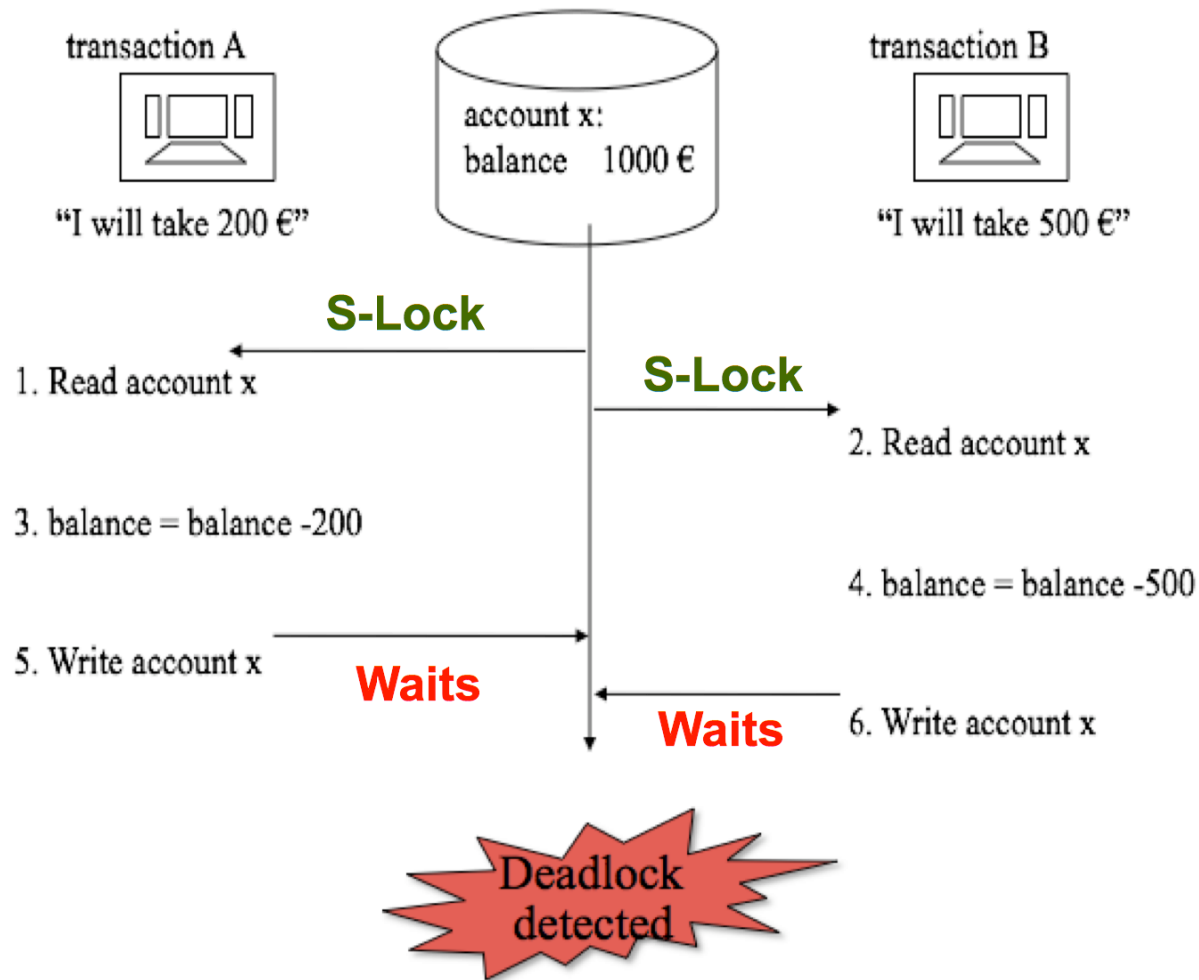 transaction A
transaction B
account x:
balance 1000 €
“I will take 200 €”
“I will take 500 €”
S-Lock
1. Read account x
S-Lock
2. Read account x
3. balance = balance -200
4. balance = balance -500
5. Write account x
Waits
Waits
6. Write account x
Deadlock
detected